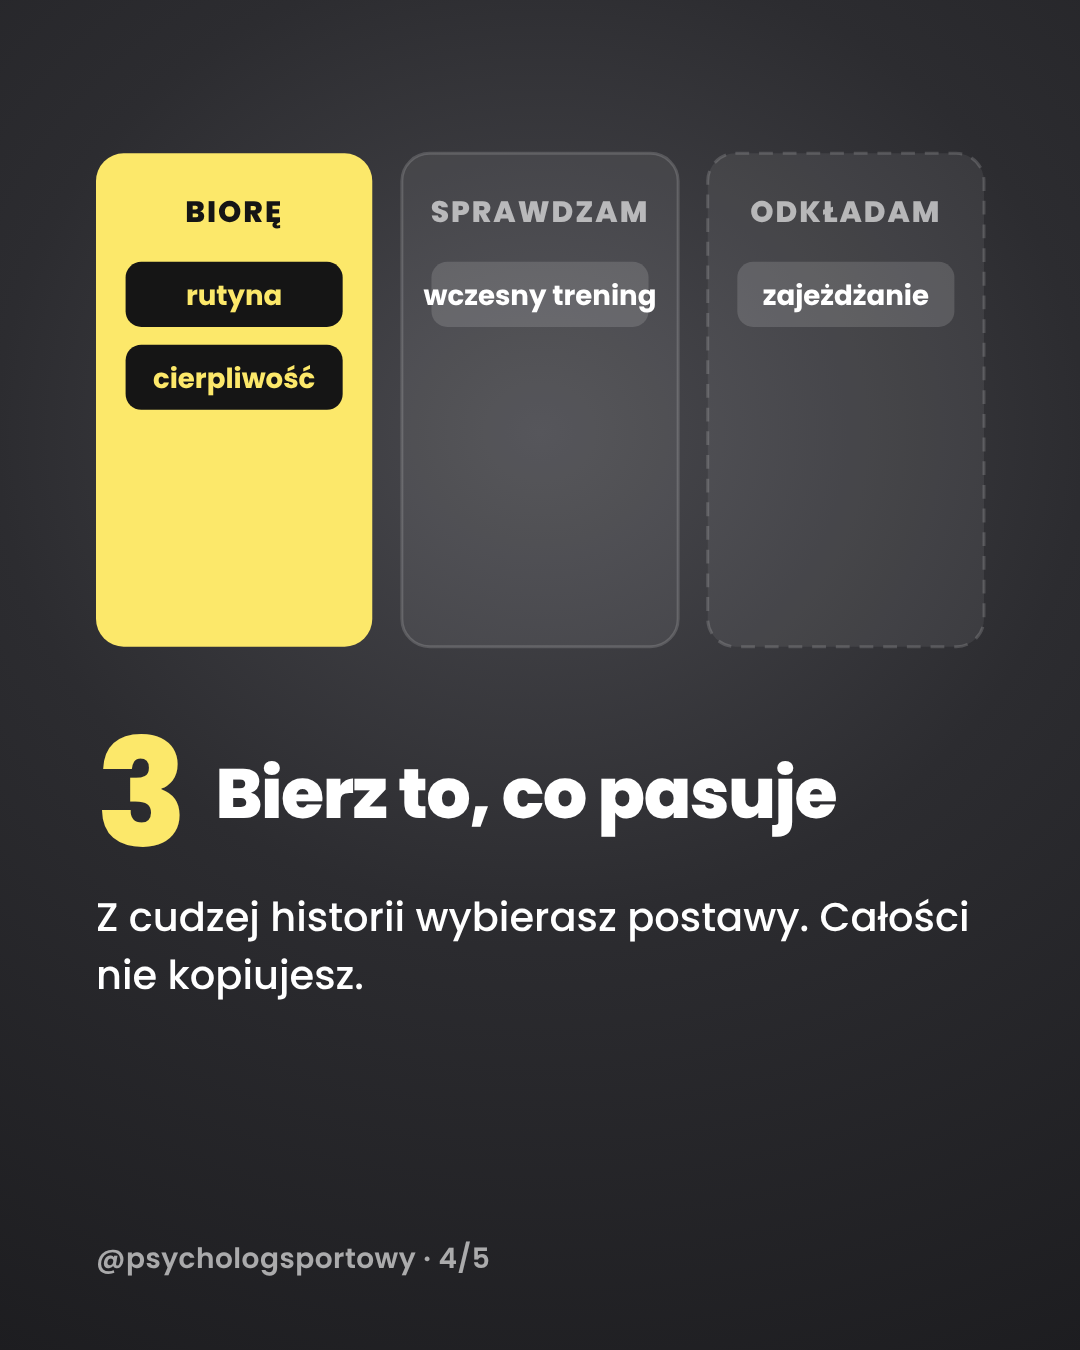 BIORĘ
rutyna
cierpliwość
SPRAWDZAM
wczesny trening
ODKŁADAM
zajeżdżanie
3 Bierz to, co pasuje
Z cudzej historii wybierasz postawy. Całości
nie kopiujesz.
@psychologsportowy · 4/5